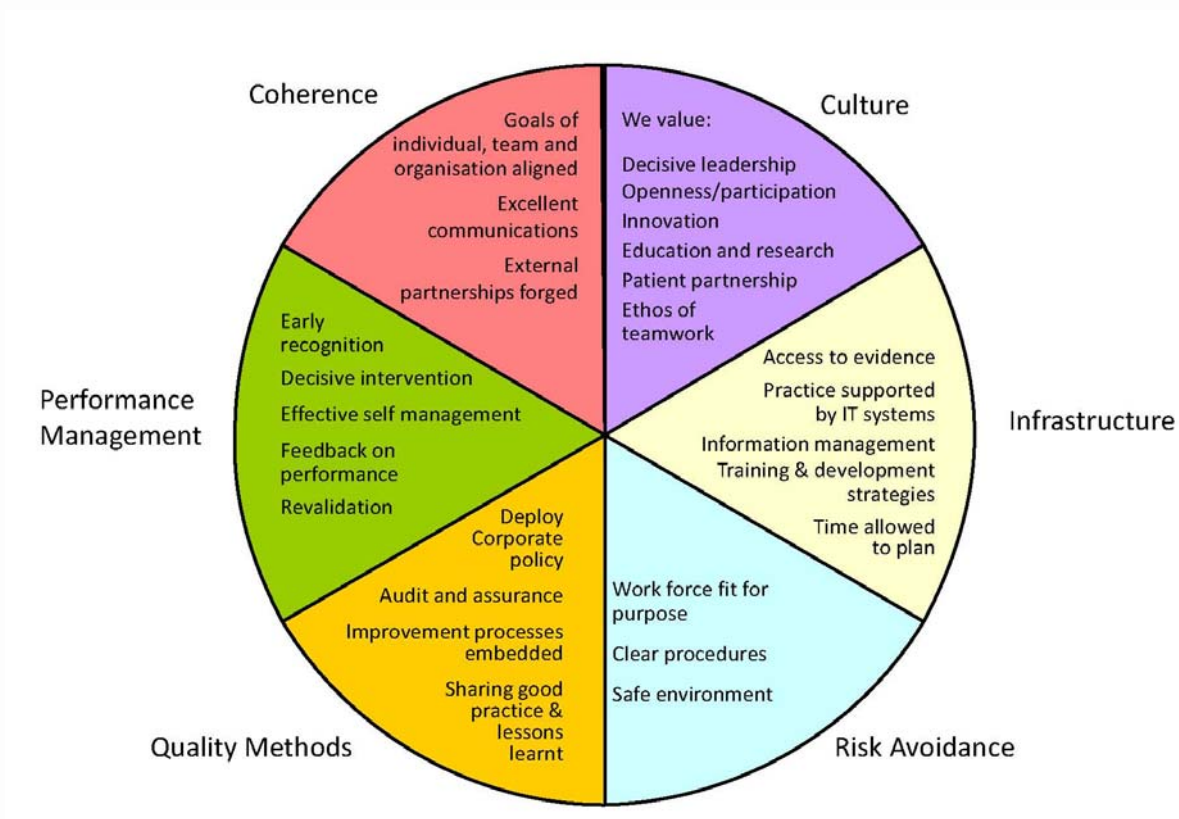 Coherence
Goals of
individual, team and
organisation aligned
Excellent
communications
External
partnerships forged
Culture
We value:
Decisive leadership
Openness/participation
Innovation
Education and research
Patient partnership
Ethos of
teamwork
Infrastructure
Access to evidence
Practice supported
by IT systems
Information management
Training & development
strategies
Time allowed
to plan
Risk Avoidance
Work force fit for
purpose
Clear procedures
Safe environment
Quality Methods
Deploy
Corporate
policy
Audit and assurance
Improvement processes
embedded
Sharing good
practice &
lessons
learnt
Performance
Management
Early
recognition
Decisive intervention
Effective self management
Feedback on
performance
Revalidation